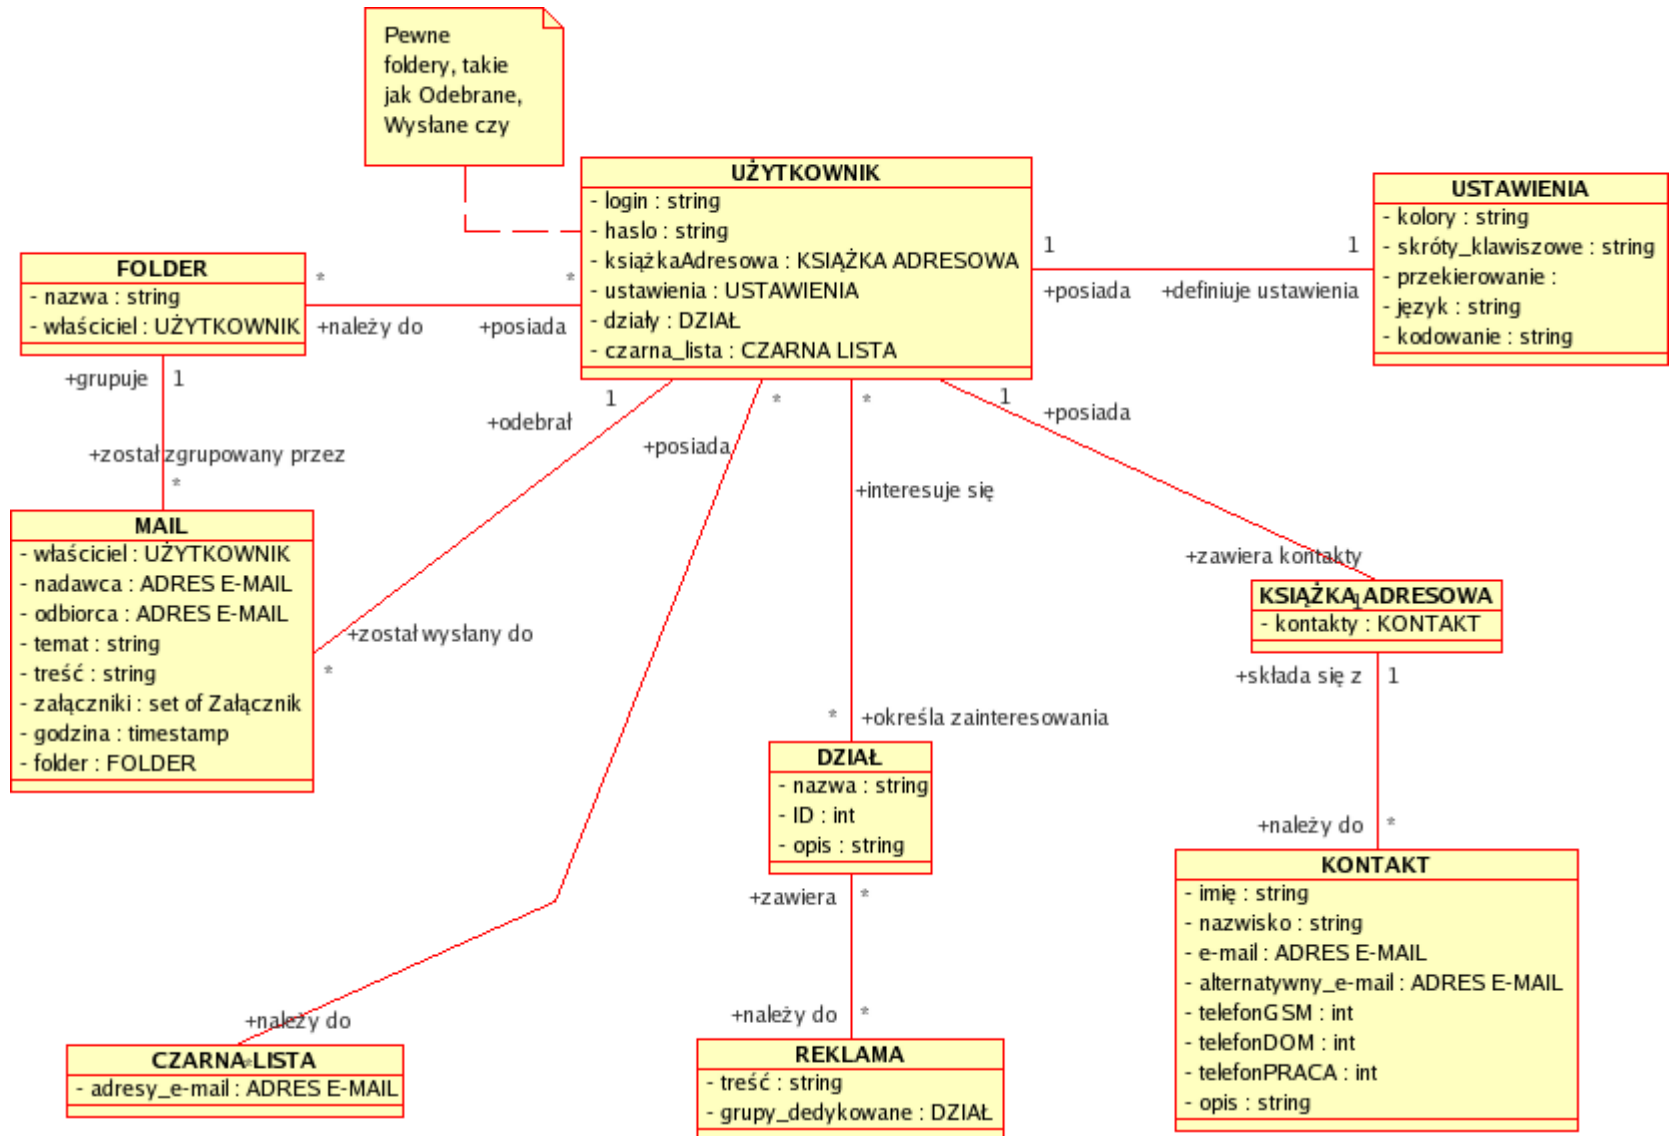 Pewne
foldery, takie
jak Odebrane,
Wysłane czy
UŻYTKOWNIK
- login : string
- haslo : string
- książkaAdresowa : KSIĄŻKA ADRESOWA
- ustawienia : USTAWIENIA
- działy : DZIAŁ
- czarna_lista : CZARNA LISTA
USTAWIENIA
- kolory : string
- skróty_klawiszowe : string
- przekierowanie :
- język : string
- kodowanie : string
1
1
+posiada
+definiuje ustawienia
FOLDER
- nazwa : string
- właściciel : UŻYTKOWNIK
*
*
+należy do
+posiada
+grupuje
1
+został zgrupowany przez
*
1
+odebrał
*
+posiada
*
+interesuje się
1
+posiada
MAIL
- właściciel : UŻYTKOWNIK
- nadawca : ADRES E-MAIL
- odbiorca : ADRES E-MAIL
- temat : string
- treść : string
- załączniki : set of Załącznik
- godzina : timestamp
- folder : FOLDER
+został wysłany do
*
+zawiera kontakty
1
KSIĄŻKA ADRESOWA
- kontakty : KONTAKT
+składa się z
1
*
+określa zainteresowania
DZIAŁ
- nazwa : string
- ID : int
- opis : string
+zawiera
*
+należy do
*
KONTAKT
- imię : string
- nazwisko : string
- e-mail : ADRES E-MAIL
- alternatywny_e-mail : ADRES E-MAIL
- telefonGSM : int
- telefonDOM : int
- telefonPRACA : int
- opis : string
+należy do
*
CZARNA LISTA
*
- adresy_e-mail : ADRES E-MAIL
+należy do
*
REKLAMA
- treść : string
- grupy_dedykowane : DZIAŁ